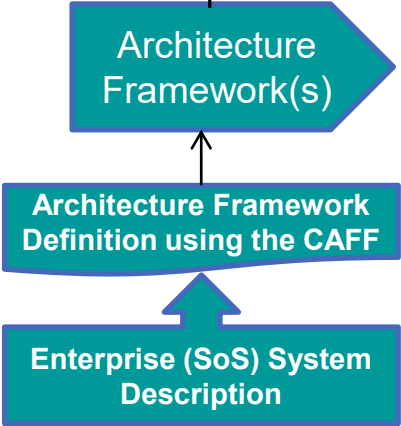 Architecture
Framework(s)
Architecture Framework
Definition using the CAFF
Enterprise (SoS) System
Description